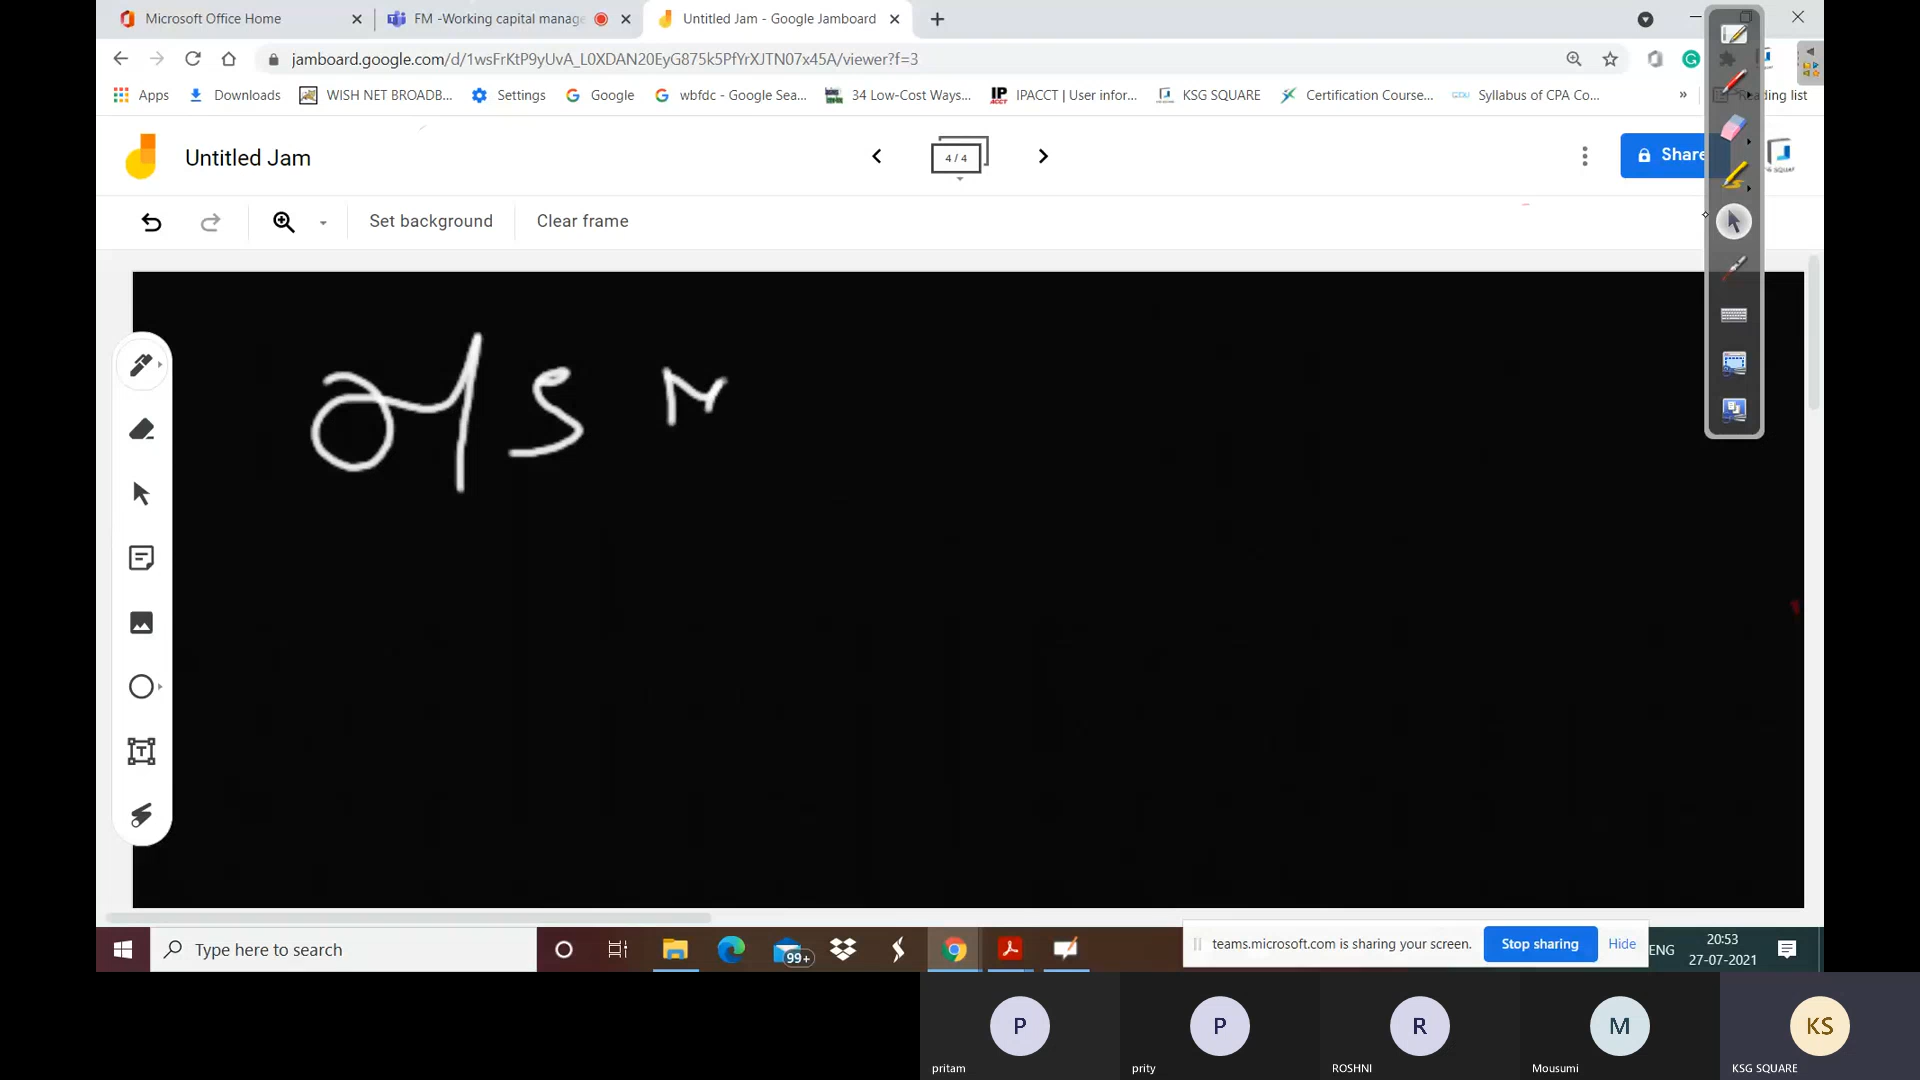 Microsoft Office Home
FM -Working capital manage
Untitled Jam - Google Jamboard
jamboard.google.com/d/1wsFrKtP9yUvA_L0XDAN20EyG875k5PfYrXJTN07x45A/viewer?f=3
Apps
Downloads
WISH NET BROADB...
Settings
Google
wbfdc - Google Sea...
34 Low-Cost Ways...
IPACCT | User infor...
KSG SQUARE
Certification Course...
Syllabus of CPA Co...
»
Reading list
Untitled Jam
4 / 4
Share
Set background
Clear frame
Type here to search
99+
teams.microsoft.com is sharing your screen.
Stop sharing
Hide
ENG
20:53
27-07-2021
P
P
R
M
KS
pritam
prity
ROSHNI
Mousumi
KSG SQUARE